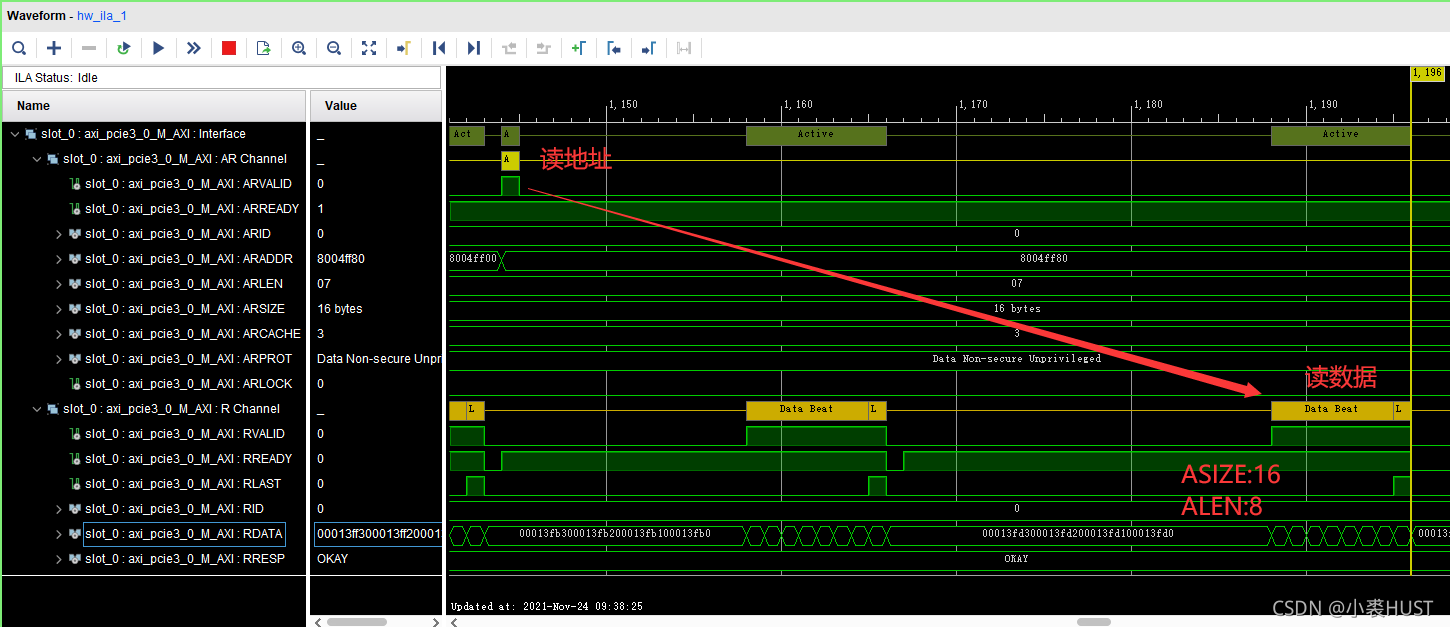 Waveform - hw_ila_1
ILA Status: Idle
Name Value
1,150 1,160 1,170 1,180 1,190 1,196
slot_0 : axi_pcie3_0_M_AXI : Interface _ Act A Active Active
slot_0 : axi_pcie3_0_M_AXI : AR Channel _ A 读地址
slot_0 : axi_pcie3_0_M_AXI : ARVALID 0
slot_0 : axi_pcie3_0_M_AXI : ARREADY 1
slot_0 : axi_pcie3_0_M_AXI : ARID 0 0
slot_0 : axi_pcie3_0_M_AXI : ARADDR 8004ff80 8004ff00 8004ff80
slot_0 : axi_pcie3_0_M_AXI : ARLEN 07 07
slot_0 : axi_pcie3_0_M_AXI : ARSIZE 16 bytes 16 bytes
slot_0 : axi_pcie3_0_M_AXI : ARCACHE 3 3
slot_0 : axi_pcie3_0_M_AXI : ARPROT Data Non-secure Unpr Data Non-secure Unprivileged
slot_0 : axi_pcie3_0_M_AXI : ARLOCK 0 读数据
slot_0 : axi_pcie3_0_M_AXI : R Channel _ L Data Beat L Data Beat L
slot_0 : axi_pcie3_0_M_AXI : RVALID 0
slot_0 : axi_pcie3_0_M_AXI : RREADY 0
ASIZE:16
slot_0 : axi_pcie3_0_M_AXI : RLAST 0
ALEN:8
slot_0 : axi_pcie3_0_M_AXI : RID 0 0
slot_0 : axi_pcie3_0_M_AXI : RDATA 00013ff300013ff20001 00013fb300013fb200013fb100013fb0 00013fd300013fd200013fd100013fd0 00013
slot_0 : axi_pcie3_0_M_AXI : RRESP OKAY OKAY
Updated at: 2021-Nov-24 09:38:25
CSDN @小裘HUST